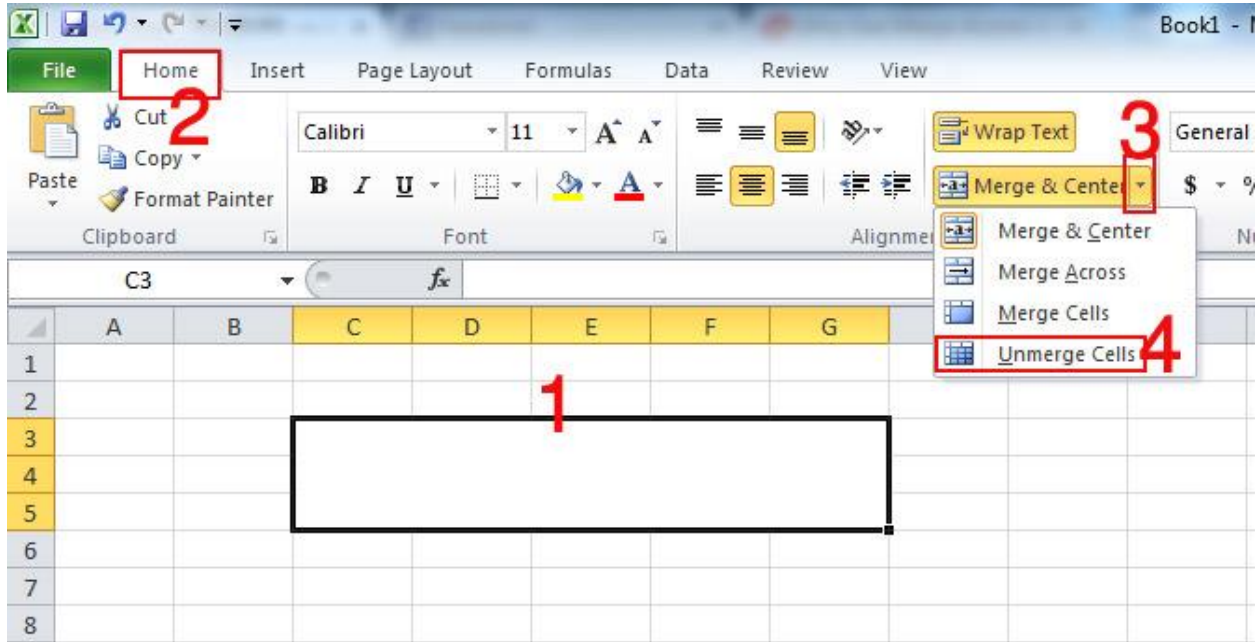 Book1 -
File Home Insert Page Layout Formulas Data Review View
2
Cut
Copy
Format Painter
Paste
Clipboard
Calibri 11 A A
B I U A
Font
Wrap Text
3
General
Merge & Center
$ %
Alignme
Merge & Center
Merge Across
Merge Cells
Unmerge Cells
4
C3 fx
A B C D E F G
1
2
3
4
5
6
7
8
1